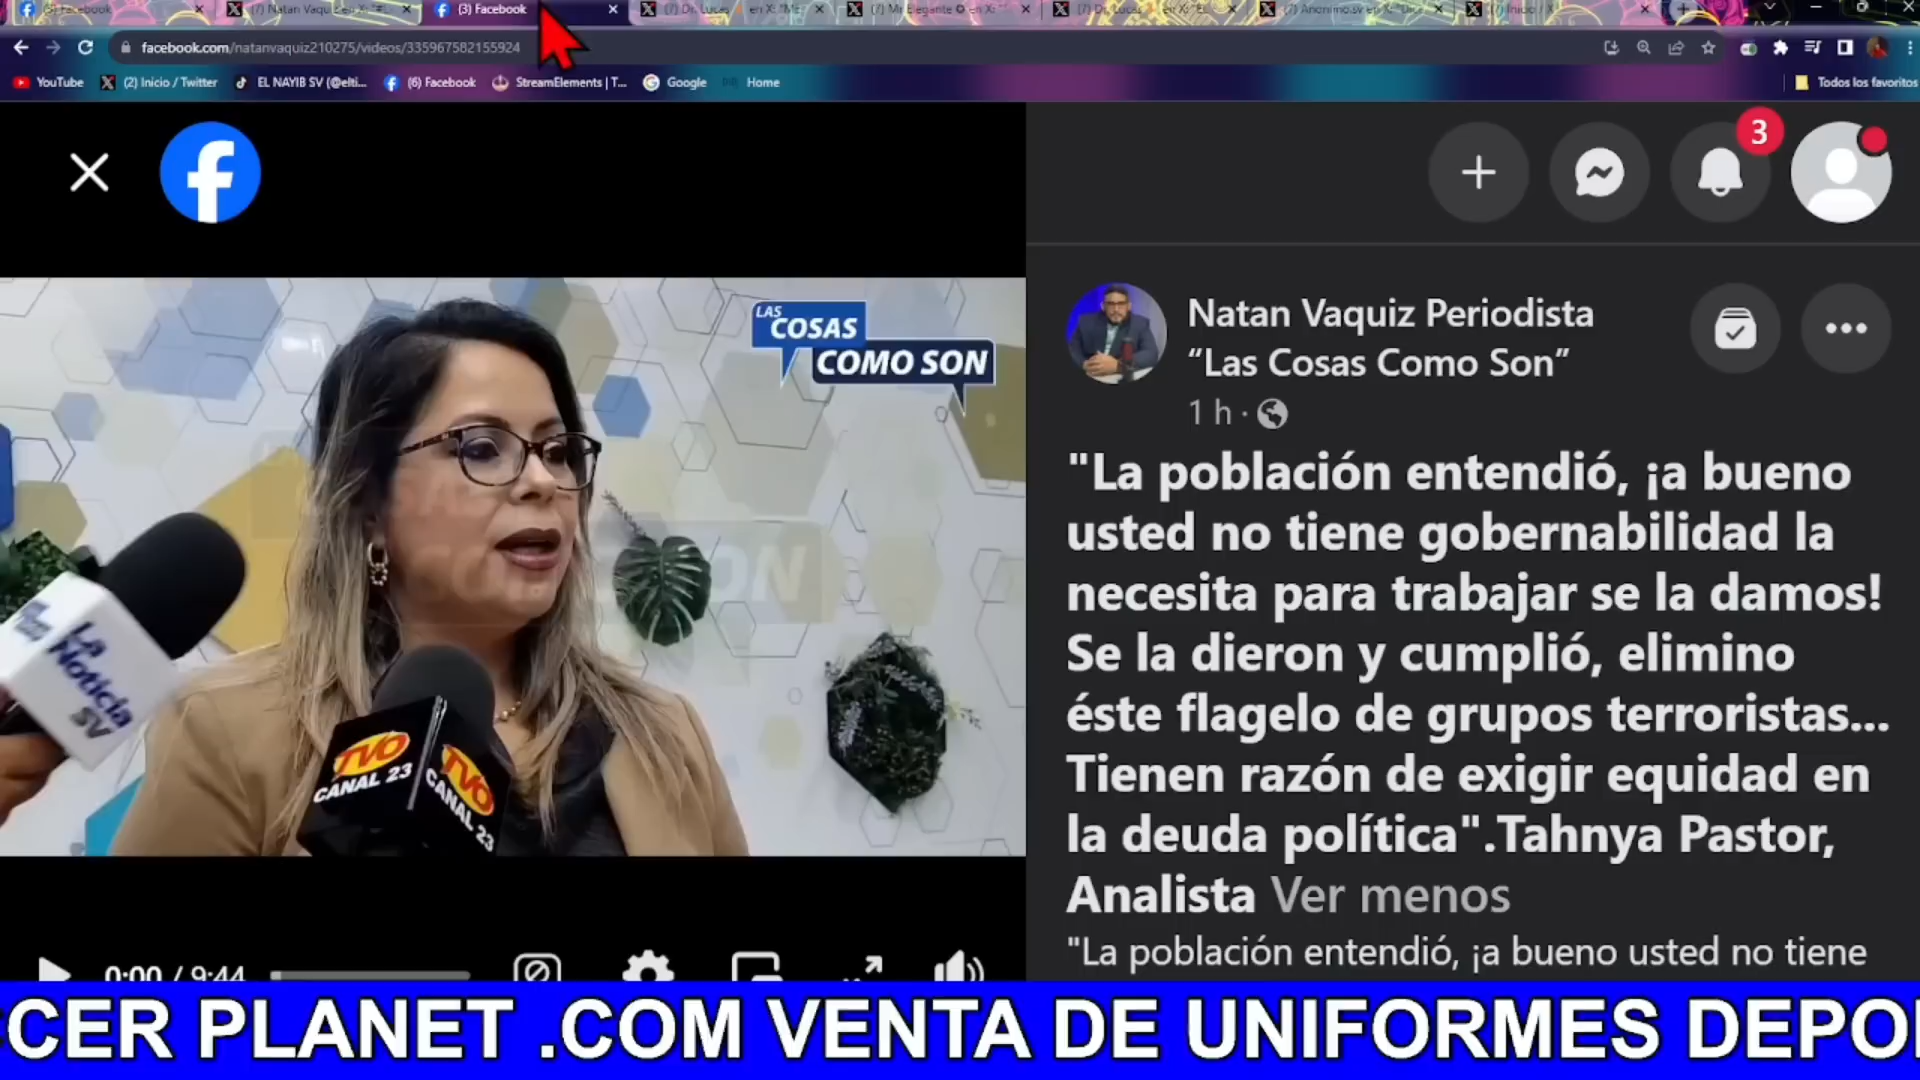 (3) Facebook
facebook.com/natanvaquiz210275/videos/335967582155924
YouTube
(2) Inicio / Twitter
EL NAYIB SV (@elti...
(6) Facebook
StreamElements | T...
Google
Home
Todos los favoritos
3
LAS
COSAS
COMO SON
Natan Vaquiz Periodista
“Las Cosas Como Son”
1 h ·
"La población entendió, ¡a bueno
usted no tiene gobernabilidad la
necesita para trabajar se la damos!
Se la dieron y cumplió, elimino
éste flagelo de grupos terroristas...
Tienen razón de exigir equidad en
la deuda política".Tahnya Pastor,
Analista Ver menos
"La población entendió, ¡a bueno usted no tiene
La
Noticia
SV
TVO
CANAL 23
TVO
CANAL 23
0:00 / 9:44
CCER PLANET .COM VENTA DE UNIFORMES DEPO